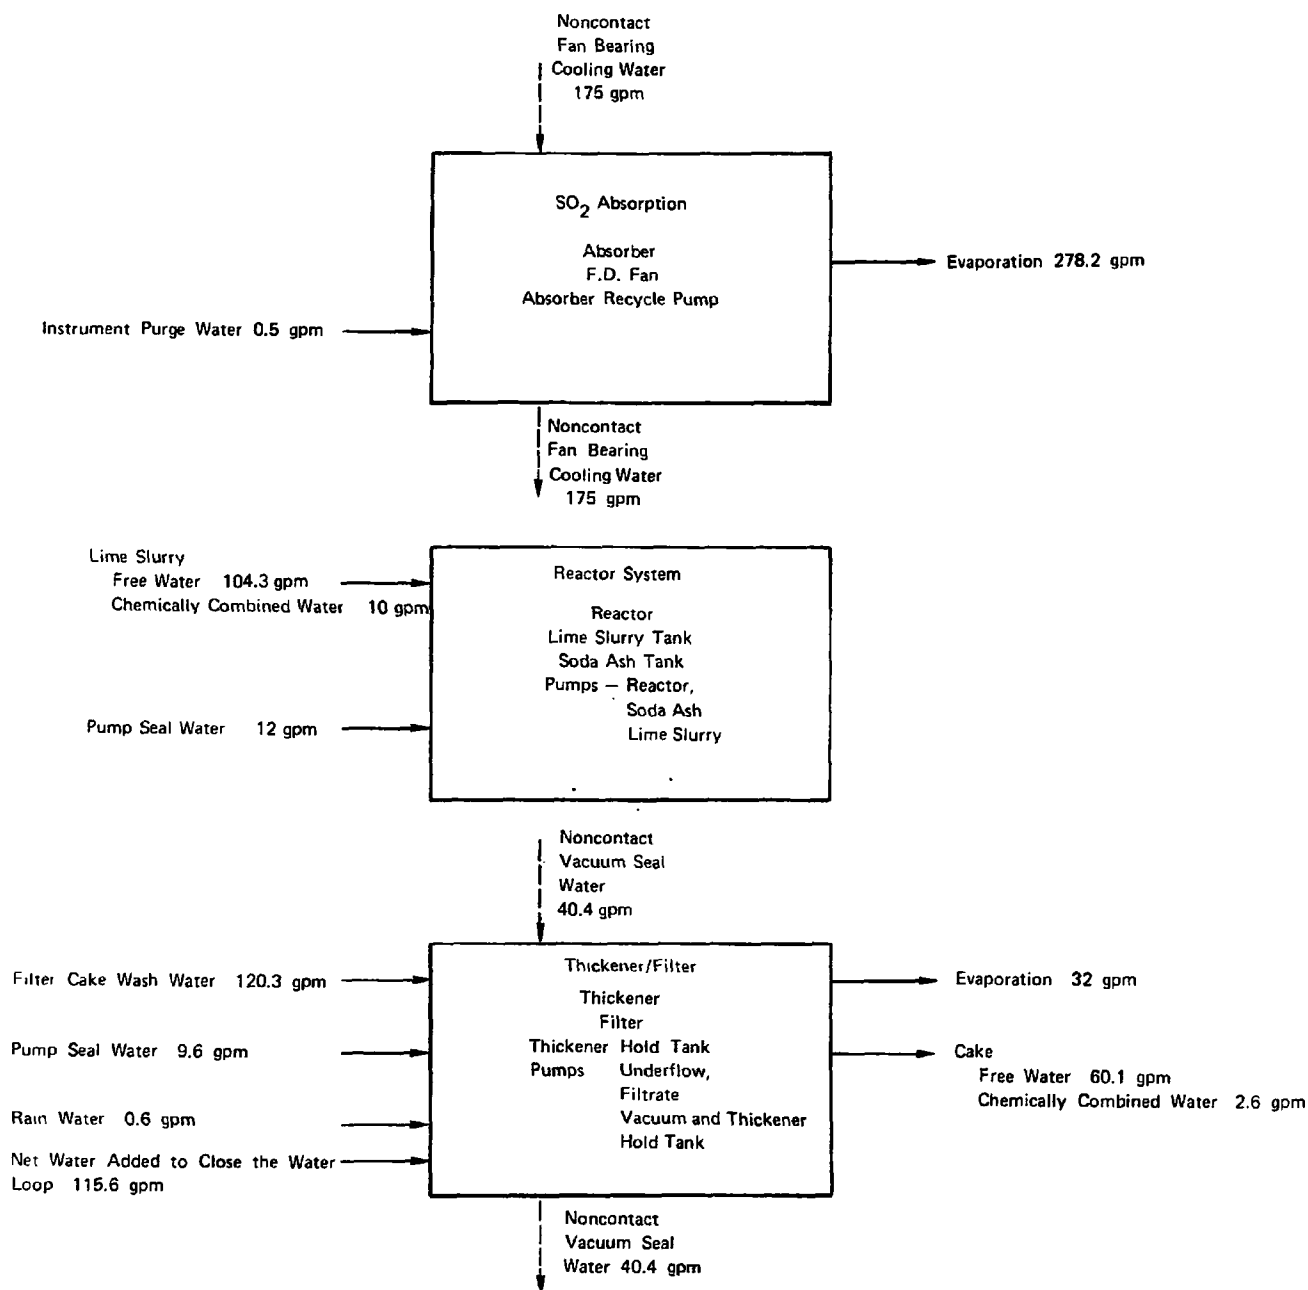 Noncontact
Fan Bearing
Cooling Water
175 gpm
SO2 Absorption
Absorber
F.D. Fan
Absorber Recycle Pump
Evaporation 278.2 gpm
Instrument Purge Water 0.5 gpm
Noncontact
Fan Bearing
Cooling Water
175 gpm
Lime Slurry
Free Water 104.3 gpm
Chemically Combined Water 10 gpm
Reactor System
Reactor
Lime Slurry Tank
Soda Ash Tank
Pumps — Reactor,
Soda Ash
Lime Slurry
Pump Seal Water 12 gpm
Noncontact
Vacuum Seal
Water
40.4 gpm
Filter Cake Wash Water 120.3 gpm
Pump Seal Water 9.6 gpm
Rain Water 0.6 gpm
Net Water Added to Close the Water
Loop 115.6 gpm
Thickener/Filter
Thickener
Filter
Thickener Hold Tank
Pumps Underflow,
Filtrate
Vacuum and Thickener
Hold Tank
Evaporation 32 gpm
Cake
Free Water 60.1 gpm
Chemically Combined Water 2.6 gpm
Noncontact
Vacuum Seal
Water 40.4 gpm